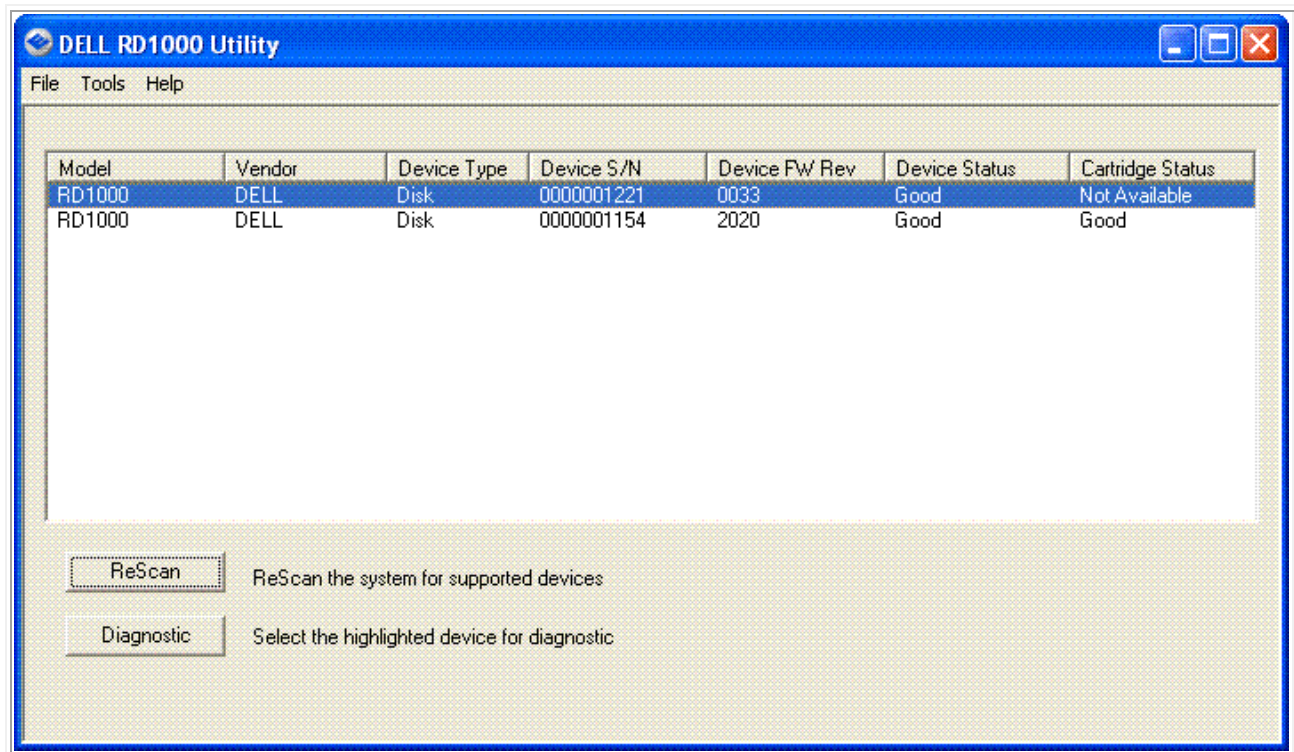 DELL RD1000 Utility
File Tools Help
Model Vendor Device Type Device S/N Device FW Rev Device Status Cartridge Status
RD1000 DELL Disk 0000001221 0033 Good Not Available
RD1000 DELL Disk 0000001154 2020 Good Good
ReScan ReScan the system for supported devices
Diagnostic Select the highlighted device for diagnostic